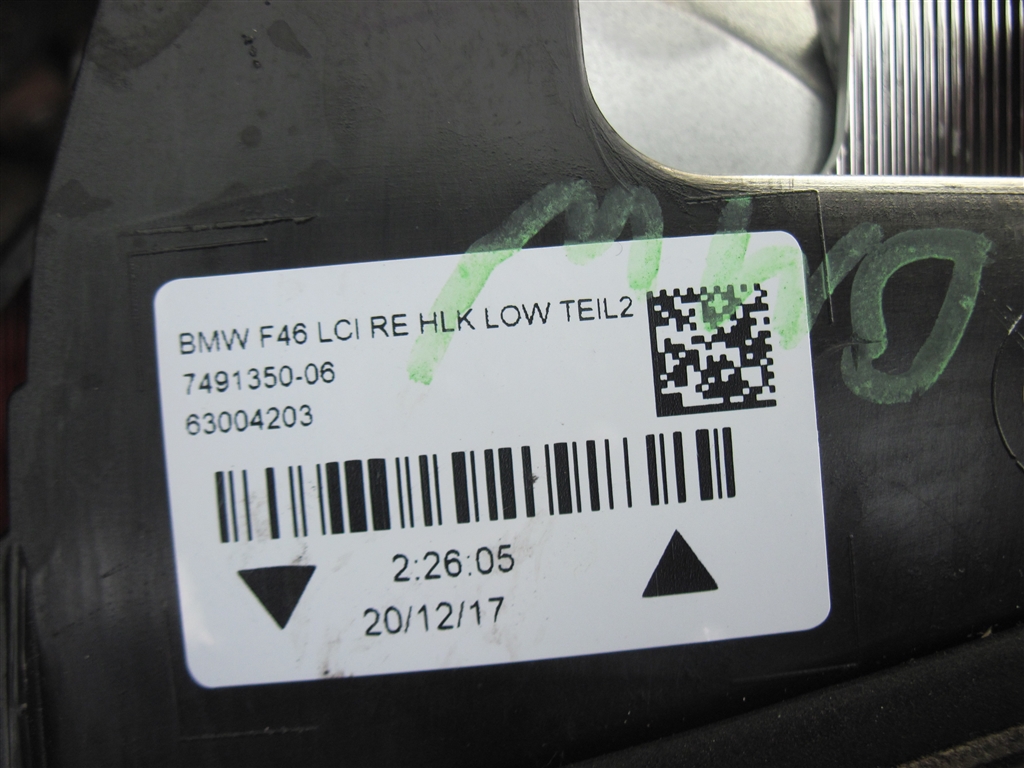 BMW F46 LCI RE HLK LOW TEIL2
7491350-06
63004203
2:26:05
20/12/17